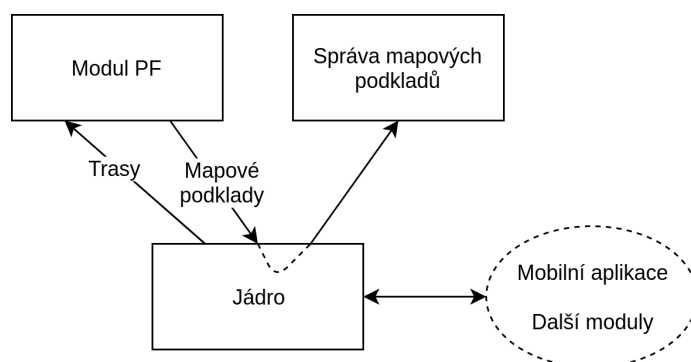 Modul PF
Správa mapových
podkladů
Trasy
Mapové
podklady
Jádro
Mobilní aplikace
Další moduly